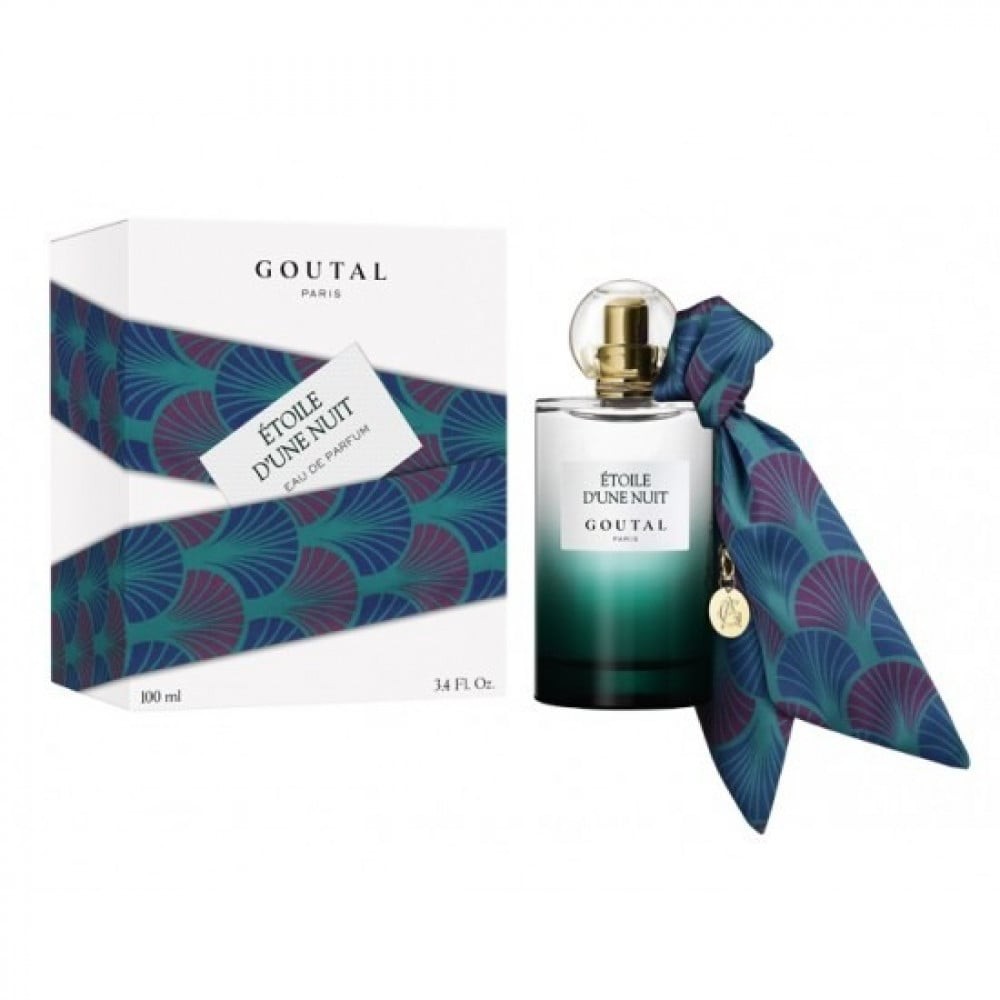 GOUTAL
PARIS
ÉTOILE
D'UNE NUIT
EAU DE PARFUM
100 ml
3.4 Fl. Oz.
ÉTOILE
D'UNE NUIT
GOUTAL
PARIS